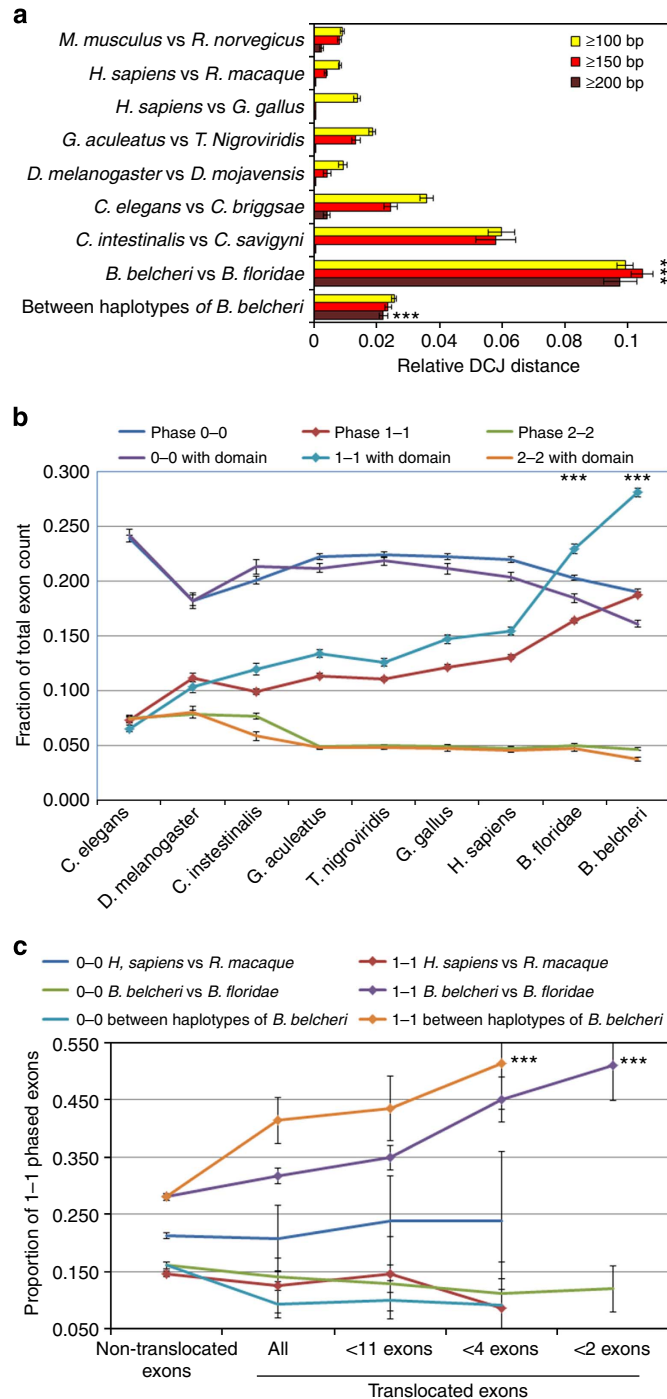 a
M. musculus vs R. norvegicus
H. sapiens vs R. macaque
H. sapiens vs G. gallus
G. aculeatus vs T. Nigroviridis
D. melanogaster vs D. mojavensis
C. elegans vs C. briggsae
C. intestinalis vs C. savigyni
B. belcheri vs B. floridae
Between haplotypes of B. belcheri
≥100 bp
≥150 bp
≥200 bp
***
***
0 0.02 0.04 0.06 0.08 0.1
Relative DCJ distance
b
Phase 0–0 Phase 1–1 Phase 2–2
0–0 with domain 1–1 with domain 2–2 with domain
Fraction of total exon count
0.300
0.250
0.200
0.150
0.100
0.050
0.000
*** ***
C. elegans
D. melanogaster
C. instestinalis
G. aculeatus
T. nigroviridis
G. gallus
H. sapiens
B. floridae
B. belcheri
c
0–0 H, sapiens vs R. macaque 1–1 H. sapiens vs R. macaque
0–0 B. belcheri vs B. floridae 1–1 B. belcheri vs B. floridae
0–0 between haplotypes of B. belcheri 1–1 between haplotypes of B. belcheri
Proportion of 1–1 phased exons
0.550
0.450
0.350
0.250
0.150
0.050
*** ***
Non-translocated exons
All <11 exons <4 exons <2 exons
Translocated exons